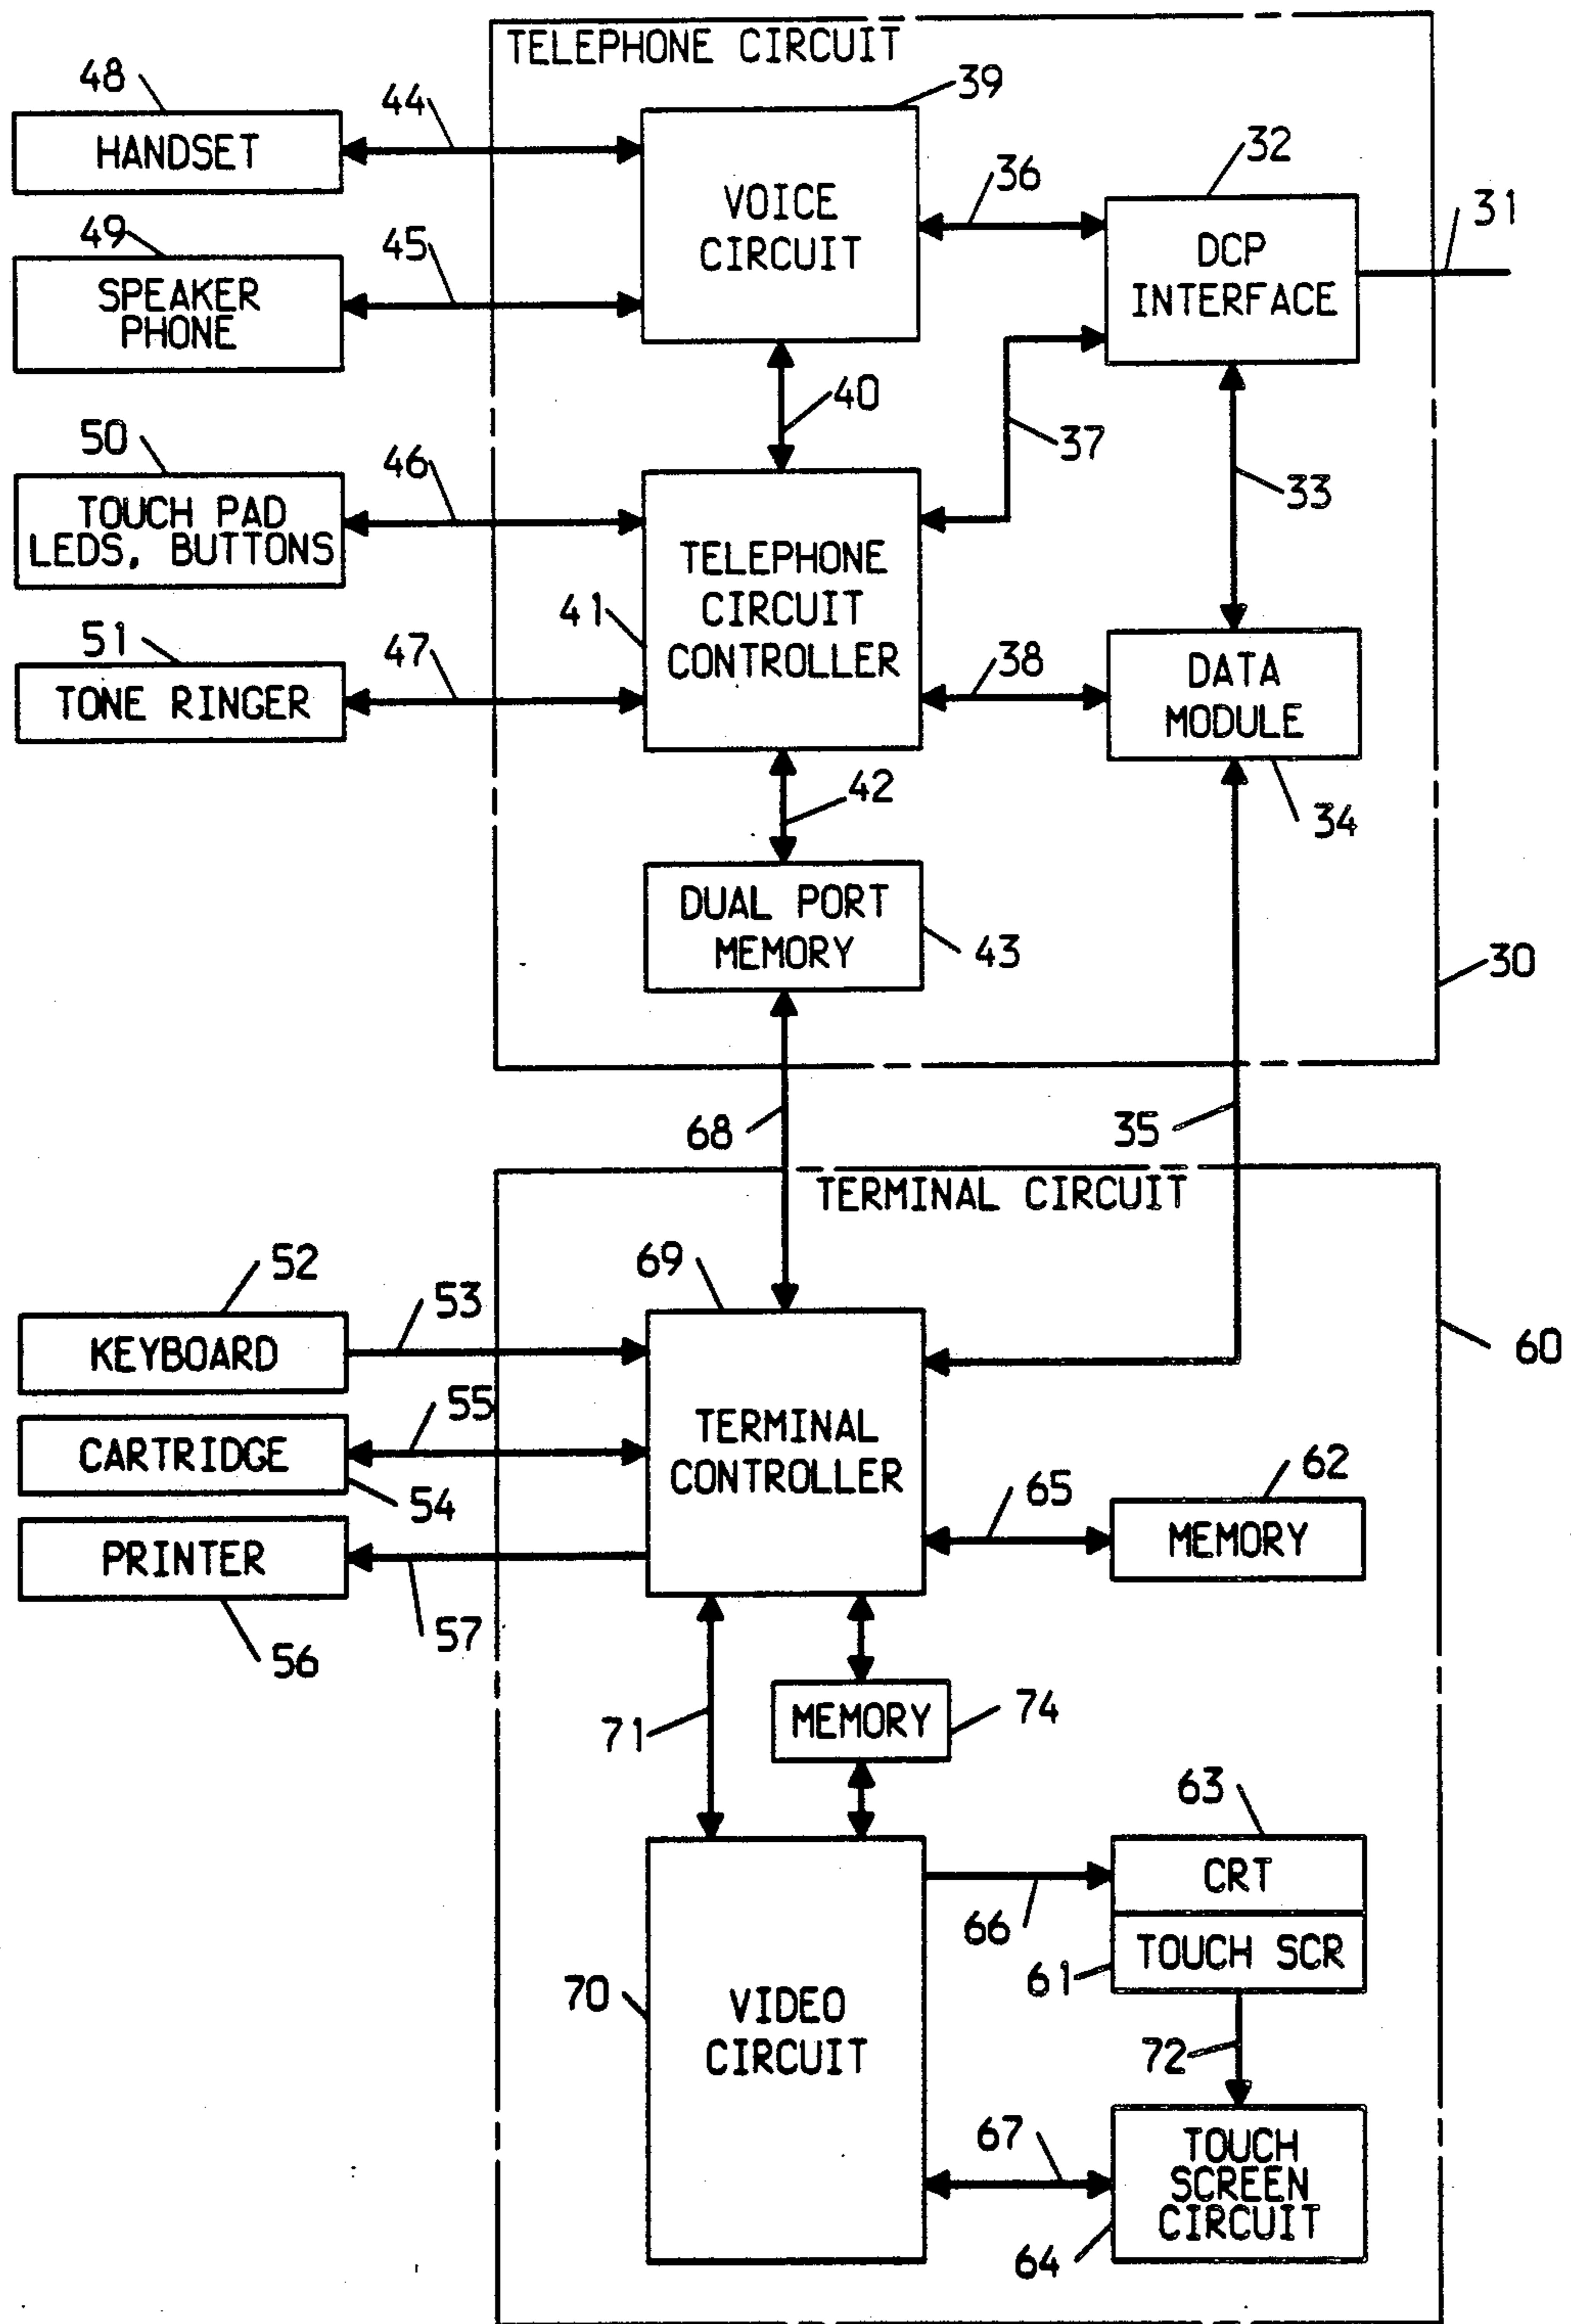 TELEPHONE CIRCUIT
48
44
39
HANDSET
32
36
VOICE
CIRCUIT
31
49
45
DCP
INTERFACE
SPEAKER
PHONE
40
37
50
46
33
TOUCH PAD
LEDS, BUTTONS
TELEPHONE
CIRCUIT
CONTROLLER
41
51
47
38
TONE RINGER
DATA
MODULE
42
34
DUAL PORT
MEMORY
43
30
68
35
TERMINAL CIRCUIT
52
69
53
KEYBOARD
60
55
CARTRIDGE
54
TERMINAL
CONTROLLER
65
62
MEMORY
PRINTER
57
56
71
MEMORY
74
63
CRT
66
TOUCH SCR
61
70
VIDEO
CIRCUIT
72
67
TOUCH
SCREEN
CIRCUIT
64